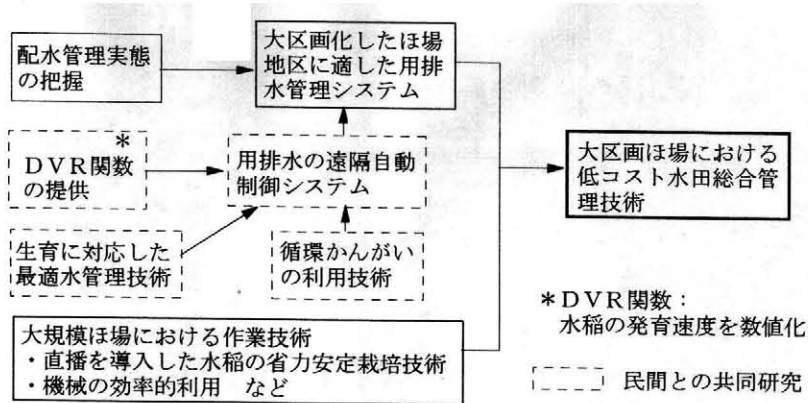 配水管理実態
の把握
大区画化したほ場
地区に適した用排
水管理システム
*
DVR関数
の提供
用排水の遠隔自動
制御システム
大区画ほ場における
低コスト水田総合管
理技術
生育に対応した
最適水管理技術
循環かんがい
の利用技術
大規模ほ場における作業技術
・直播を導入した水稲の省力安定栽培技術
・機械の効率的利用 など
*DVR関数:
水稲の発育速度を数値化
民間との共同研究